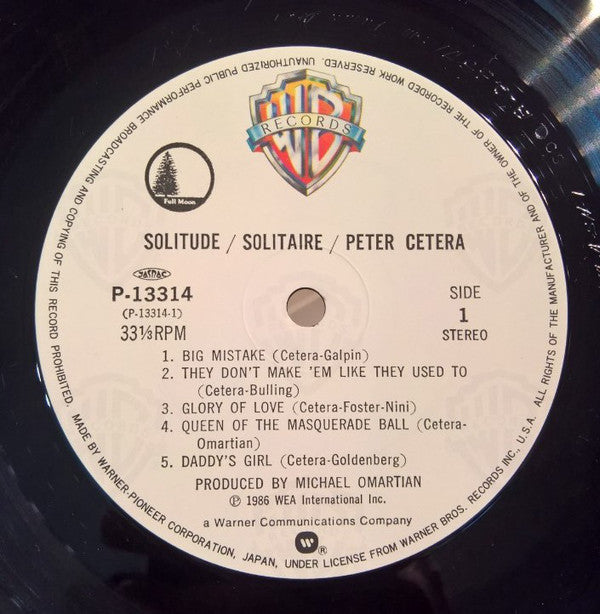 WB
RECORDS
Full Moon
SOLITUDE / SOLITAIRE / PETER CETERA
JASRAC
P-13314
(P-13314-1)
33⅓RPM
SIDE
1
STEREO
1. BIG MISTAKE (Cetera-Galpin)
2. THEY DON'T MAKE 'EM LIKE THEY USED TO
(Cetera-Bulling)
3. GLORY OF LOVE (Cetera-Foster-Nini)
4. QUEEN OF THE MASQUERADE BALL (Cetera-
Omartian)
5. DADDY'S GIRL (Cetera-Goldenberg)
PRODUCED BY MICHAEL OMARTIAN
℗ 1986 WEA International Inc.
a Warner Communications Company
®
MADE BY WARNER-PIONEER CORPORATION, JAPAN, UNDER LICENSE FROM WARNER BROS. RECORDS INC., U.S.A. ALL RIGHTS OF THE MANUFACTURER AND OF THE OWNER OF THE RECORDED WORK RESERVED. UNAUTHORIZED PUBLIC PERFORMANCE BROADCASTING AND COPYING OF THIS RECORD PROHIBITED.